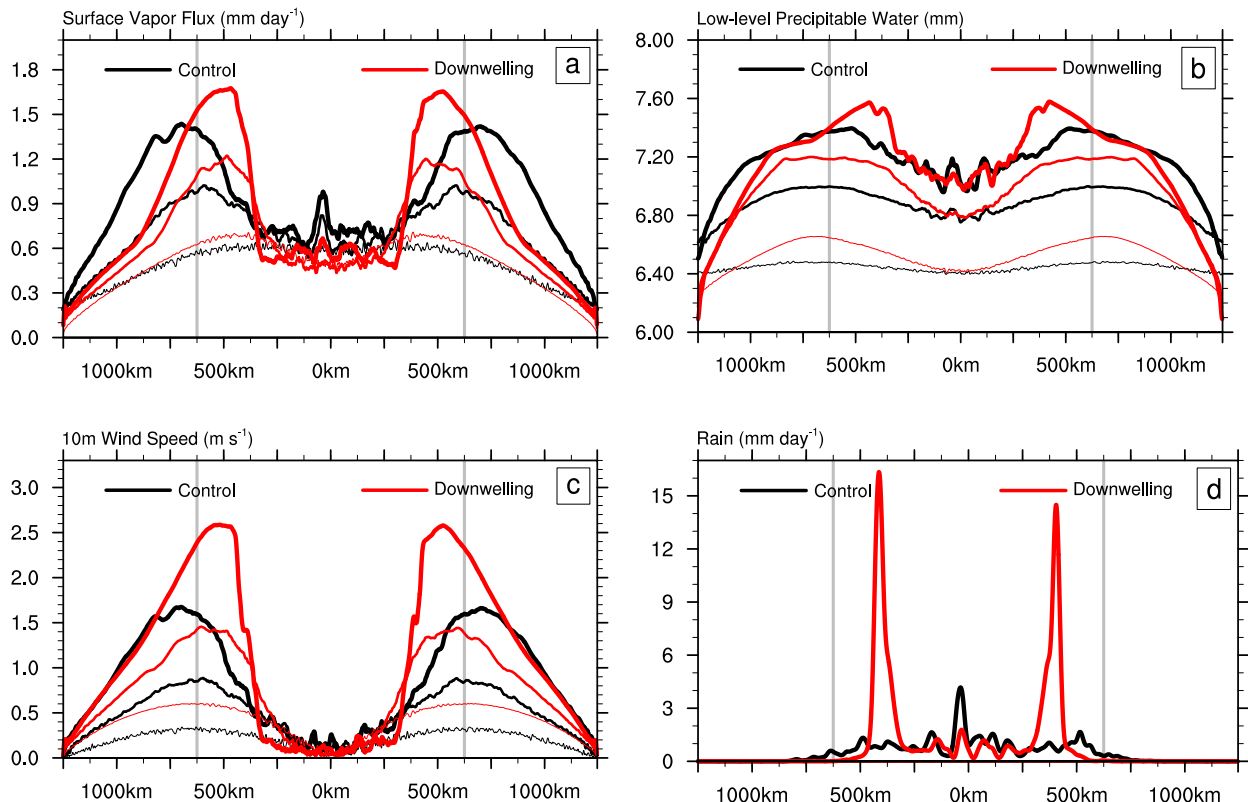 Surface Vapor Flux (mm day⁻¹)
Control
Downwelling
a
1.8
1.5
1.2
0.9
0.6
0.3
0.0
1000km 500km 0km 500km 1000km
Low-level Precipitable Water (mm)
Control
Downwelling
b
8.00
7.60
7.20
6.80
6.40
6.00
1000km 500km 0km 500km 1000km
10m Wind Speed (m s⁻¹)
Control
Downwelling
c
3.0
2.5
2.0
1.5
1.0
0.5
0.0
1000km 500km 0km 500km 1000km
Rain (mm day⁻¹)
Control
Downwelling
d
15
12
9
6
3
0
1000km 500km 0km 500km 1000km